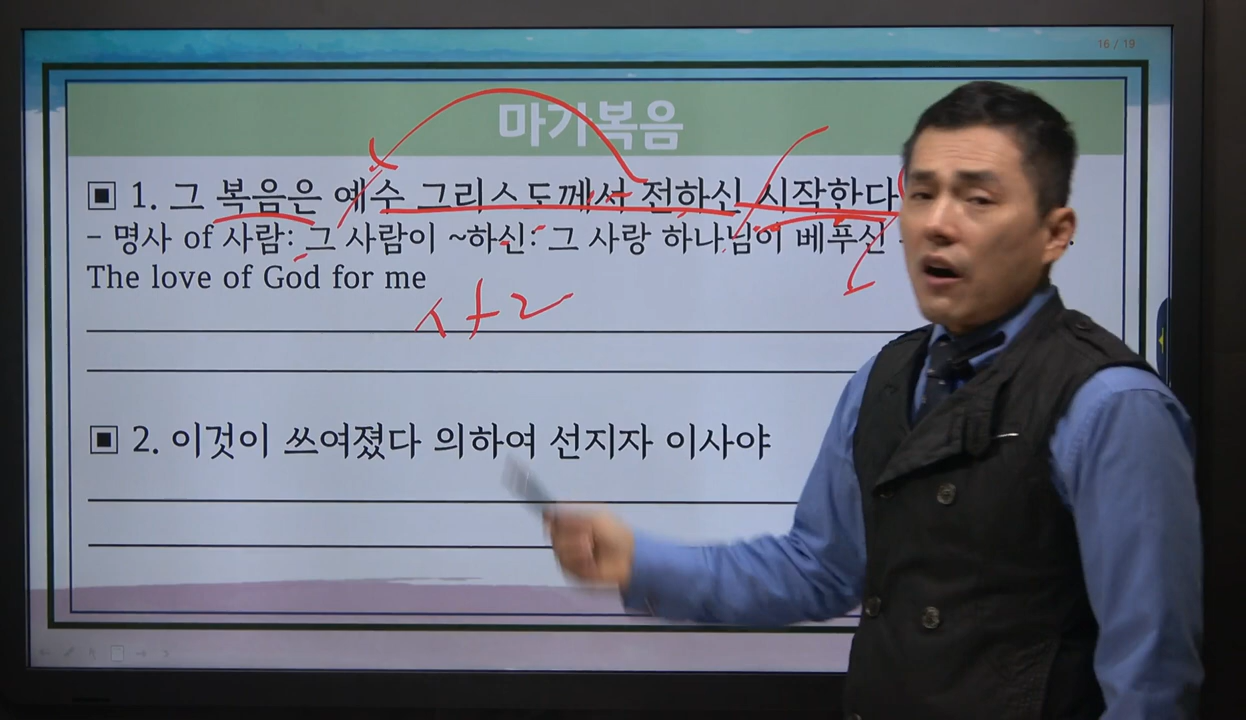 16 / 19
마가복음
▣ 1. 그 복음은 예수 그리스도께서 전하신 시작한다
- 명사 of 사람: 그 사람이 ~하신: 그 사랑 하나님이 베푸신
The love of God for me
▣ 2. 이것이 쓰여졌다 의하여 선지자 이사야